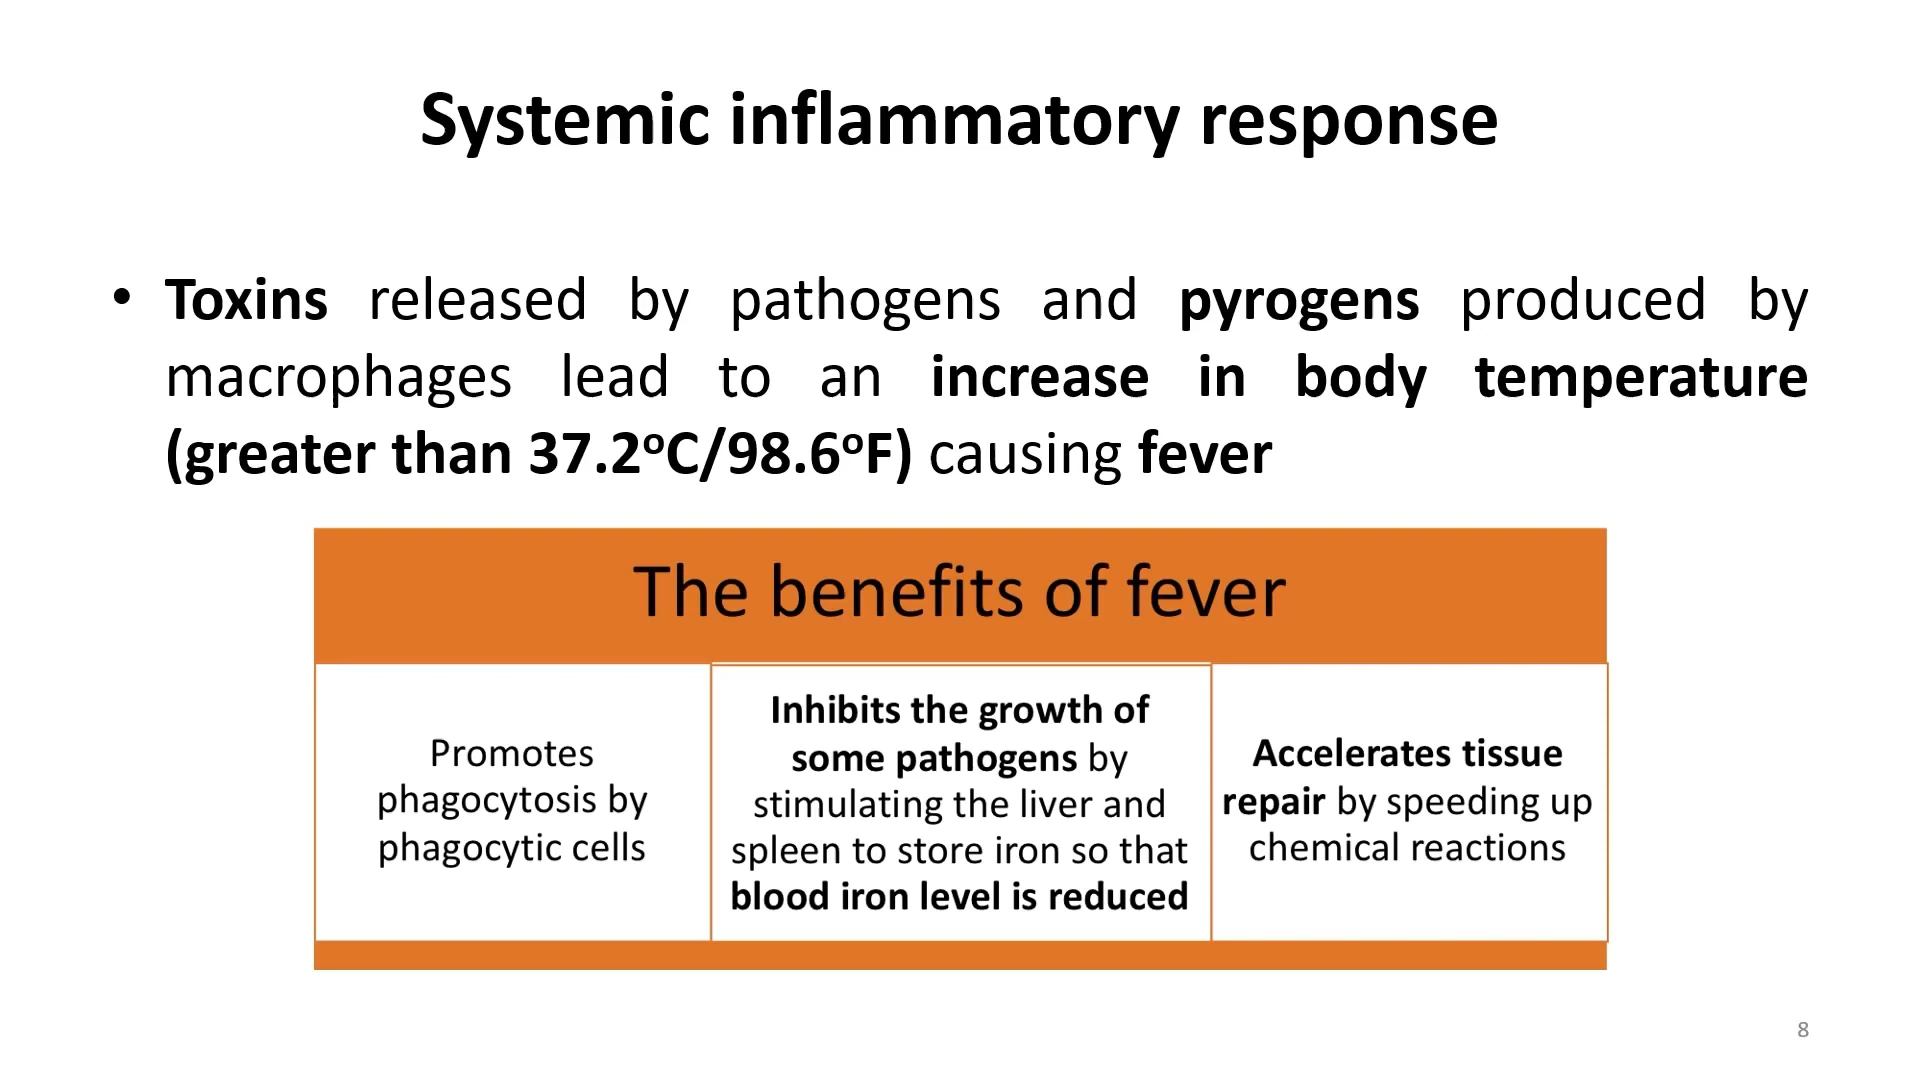 Systemic inflammatory response
• Toxins released by pathogens and pyrogens produced by
macrophages lead to an increase in body temperature
(greater than 37.2ᵒC/98.6ᵒF) causing fever
The benefits of fever
Promotes
phagocytosis by
phagocytic cells
Inhibits the growth of
some pathogens by
stimulating the liver and
spleen to store iron so that
blood iron level is reduced
Accelerates tissue
repair by speeding up
chemical reactions
8